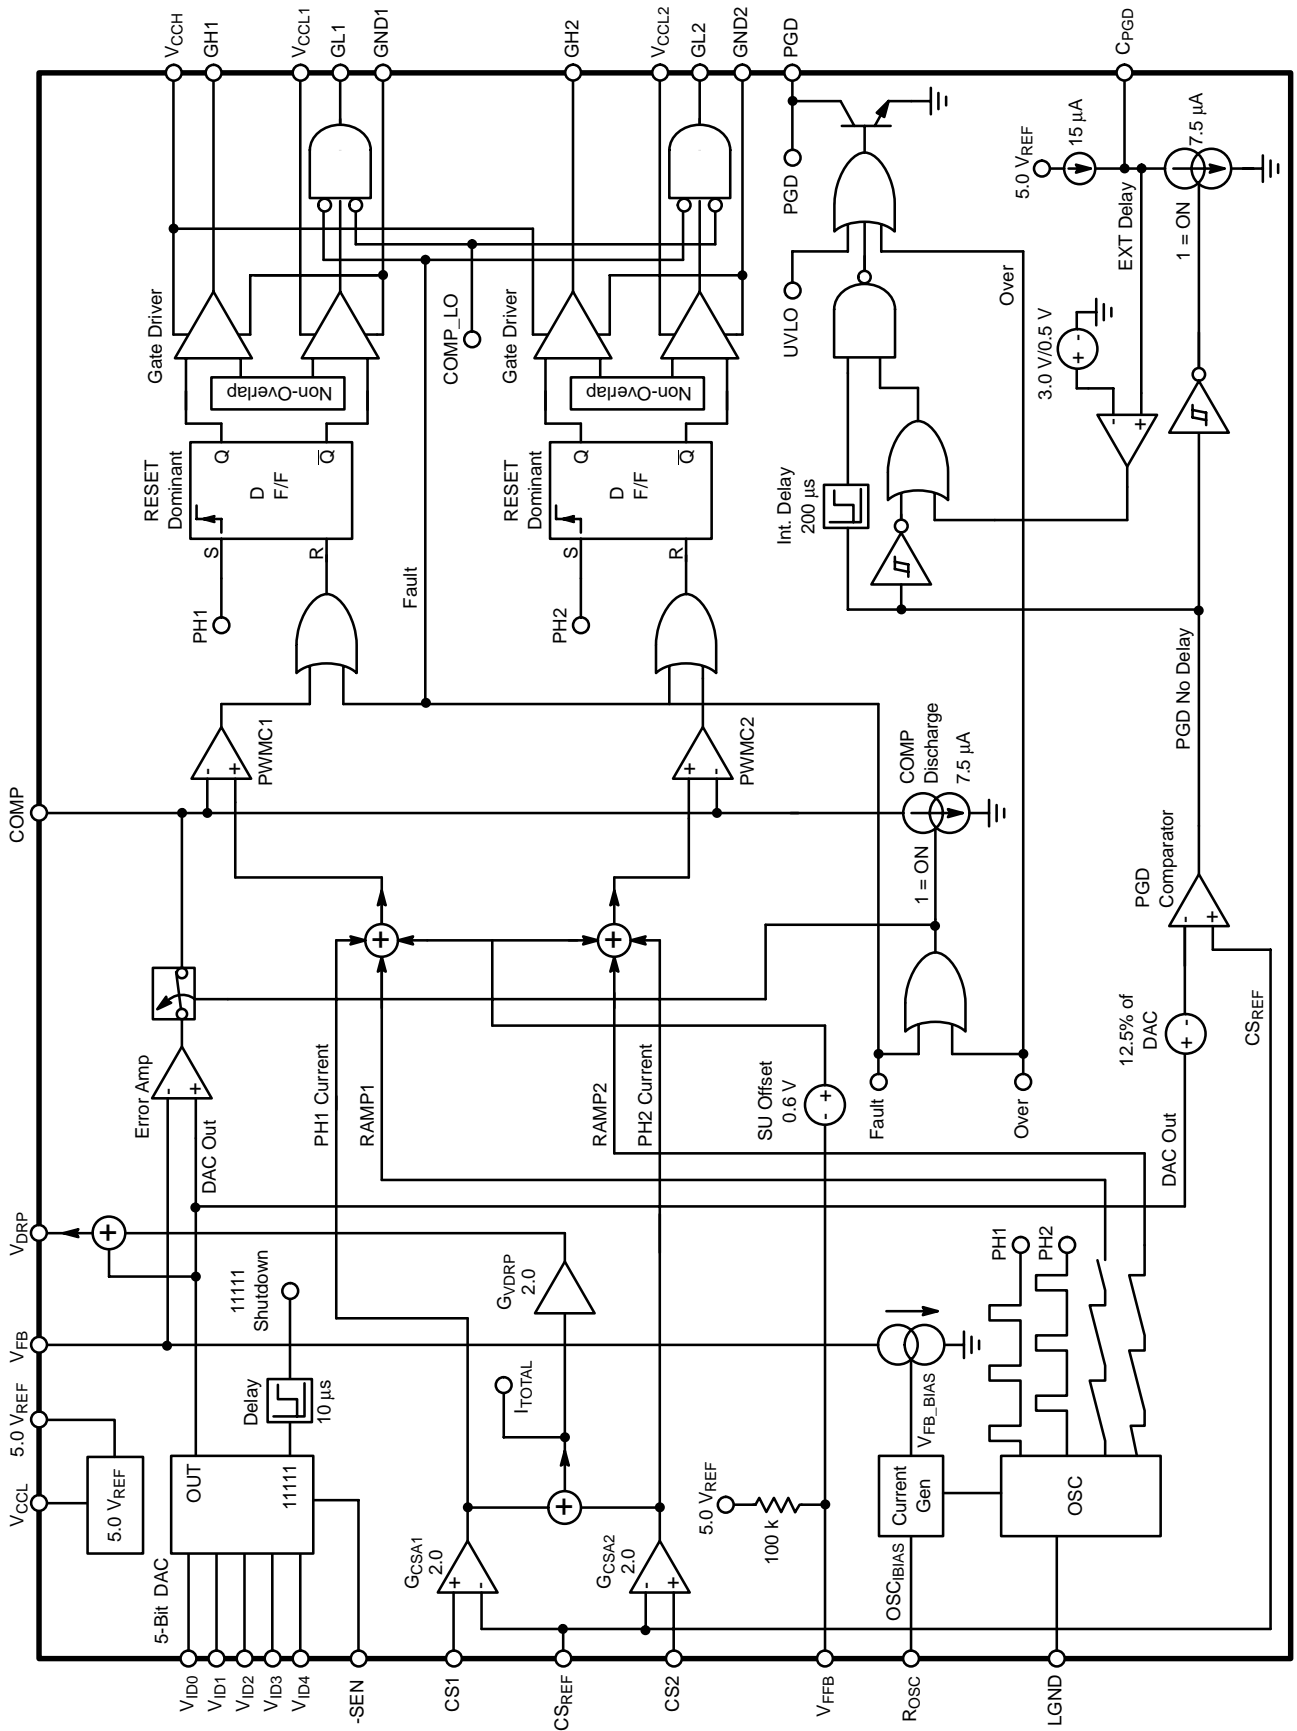 VCCH
GH1
VCCL1
GL1
GND1
GH2
VCCL2
GL2
GND2
PGD
CPGD
Gate Driver
Non-Overlap
COMP_LO
Gate Driver
Non-Overlap
PGD
UVLO
Over
5.0 VREF
15 μA
EXT Delay
7.5 μA
1 = ON
3.0 V/0.5 V
+
-
-
+
RESET
Dominant
S
R
D
F/F
Q
Q
PH1
Fault
RESET
Dominant
S
R
D
F/F
Q
Q
PH2
Int. Delay
200 μs
PGD No Delay
COMP
-
+
PWMC1
+
-
PWMC2
COMP
Discharge
7.5 μA
1 = ON
+
+
PGD
Comparator
-
+
Error Amp
-
+
DAC Out
PH1 Current
RAMP1
RAMP2
PH2 Current
SU Offset
0.6 V
-
+
Fault
Over
12.5% of
DAC
+
-
CSREF
DAC Out
VDRP
+
VFB
5.0 VREF
VCCL
5.0 VREF
11111
Shutdown
Delay
10 μs
OUT
11111
5-Bit DAC
GVDRP
2.0
ITOTAL
+
GCSA1
2.0
+
-
GCSA2
2.0
-
+
5.0 VREF
100 k
VFB_BIAS
Current
Gen
OSCIBIAS
PH1
PH2
OSC
VID0
VID1
VID2
VID3
VID4
-SEN
CS1
CSREF
CS2
VFFB
ROSC
LGND